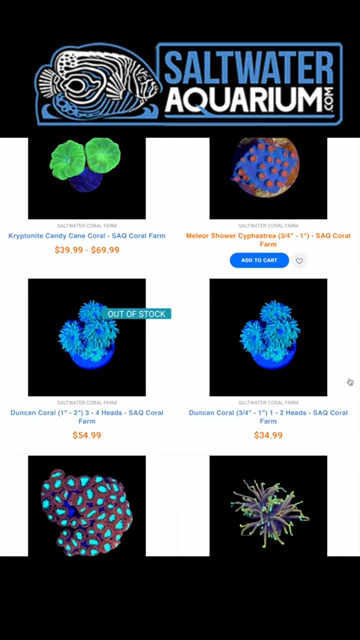 SALTWATER
AQUARIUM.COM
SALTWATER CORAL FARM
Kryptonite Candy Cane Coral - SAQ Coral Farm
$39.99 - $69.99
SALTWATER CORAL FARM
Meteor Shower Cyphastrea (3/4" - 1") - SAQ Coral
Farm
ADD TO CART
OUT OF STOCK
SALTWATER CORAL FARM
Duncan Coral (1" - 2") 3 - 4 Heads - SAQ Coral
Farm
$54.99
SALTWATER CORAL FARM
Duncan Coral (3/4" - 1") 1 - 2 Heads - SAQ Coral
Farm
$34.99